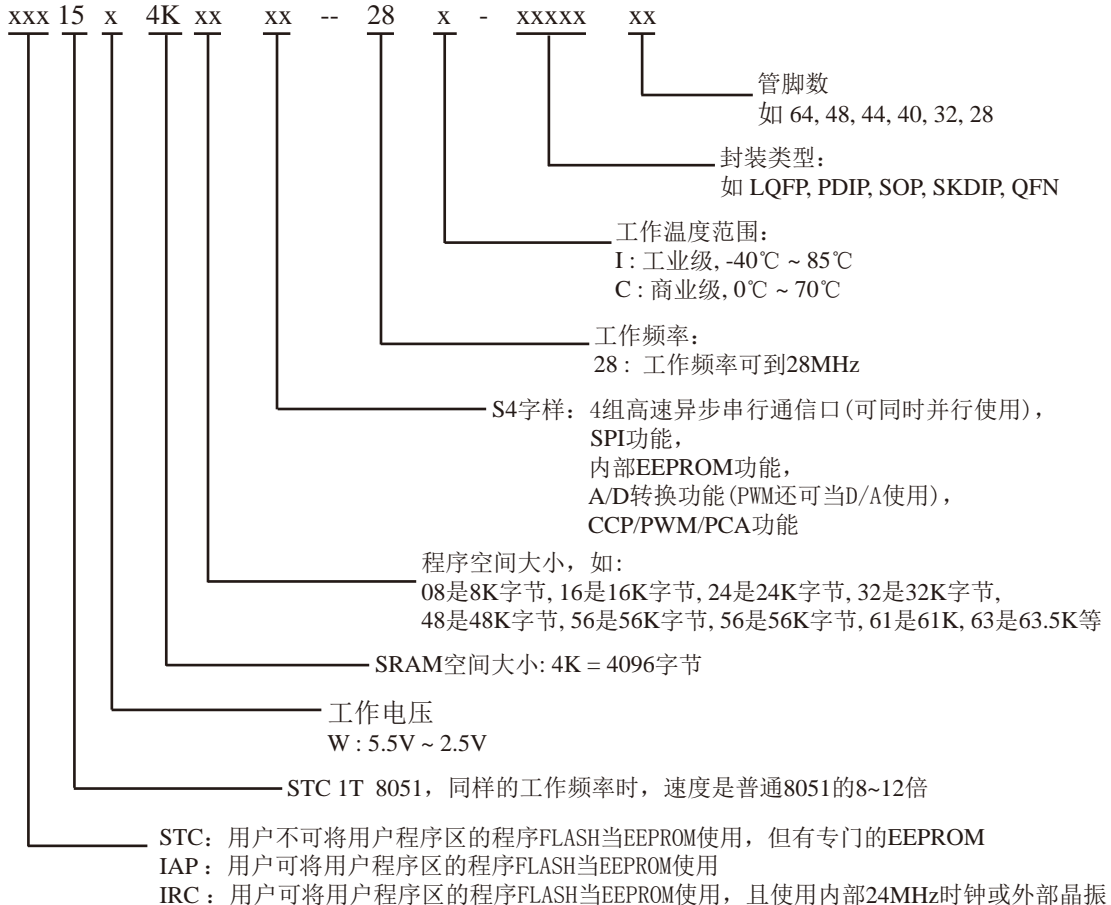 xxx 15 x 4K xx xx -- 28 x - xxxxx xx
管脚数
如 64, 48, 44, 40, 32, 28
封装类型：
如 LQFP, PDIP, SOP, SKDIP, QFN
工作温度范围：
I : 工业级, -40℃ ~ 85℃
C : 商业级, 0℃ ~ 70℃
工作频率：
28 : 工作频率可到28MHz
S4字样：4组高速异步串行通信口(可同时并行使用)，
SPI功能，
内部EEPROM功能，
A/D转换功能(PWM还可当D/A使用)，
CCP/PWM/PCA功能
程序空间大小，如:
08是8K字节, 16是16K字节, 24是24K字节, 32是32K字节,
48是48K字节, 56是56K字节, 56是56K字节, 61是61K, 63是63.5K等
SRAM空间大小: 4K = 4096字节
工作电压
W : 5.5V ~ 2.5V
STC 1T 8051，同样的工作频率时，速度是普通8051的8~12倍
STC：用户不可将用户程序区的程序FLASH当EEPROM使用，但有专门的EEPROM
IAP：用户可将用户程序区的程序FLASH当EEPROM使用
IRC：用户可将用户程序区的程序FLASH当EEPROM使用，且使用内部24MHz时钟或外部晶振